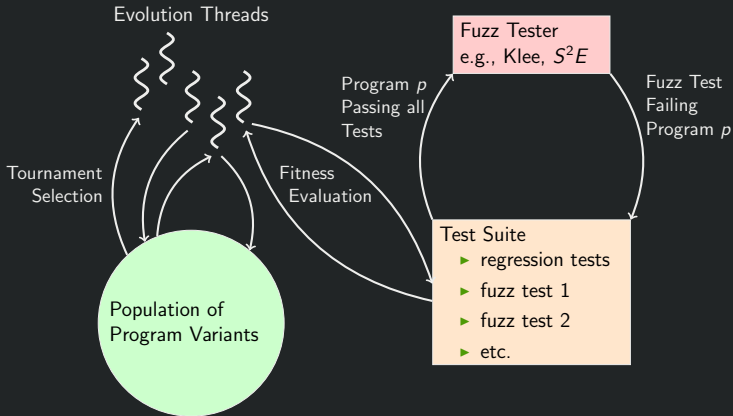 Evolution Threads
Tournament
Selection
Population of
Program Variants
Fitness
Evaluation
Program p
Passing all
Tests
Fuzz Tester
e.g., Klee, S²E
Fuzz Test
Failing
Program p
Test Suite
► regression tests
► fuzz test 1
► fuzz test 2
► etc.